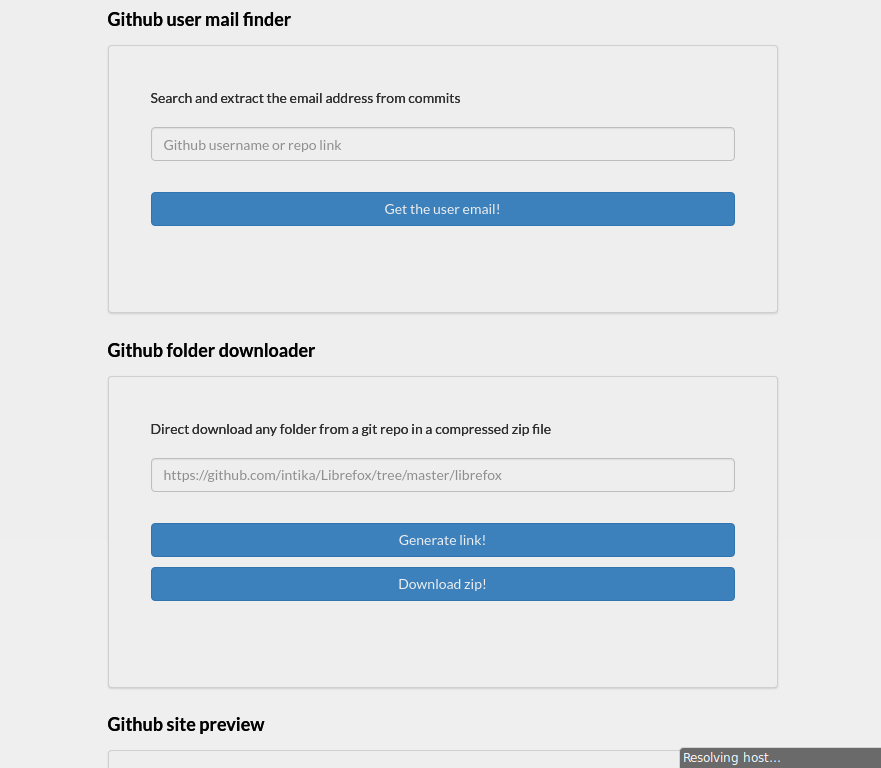 Github user mail finder
Search and extract the email address from commits
Github username or repo link
Get the user email!
Github folder downloader
Direct download any folder from a git repo in a compressed zip file
https://github.com/intika/Librefox/tree/master/librefox
Generate link!
Download zip!
Github site preview
Resolving host...